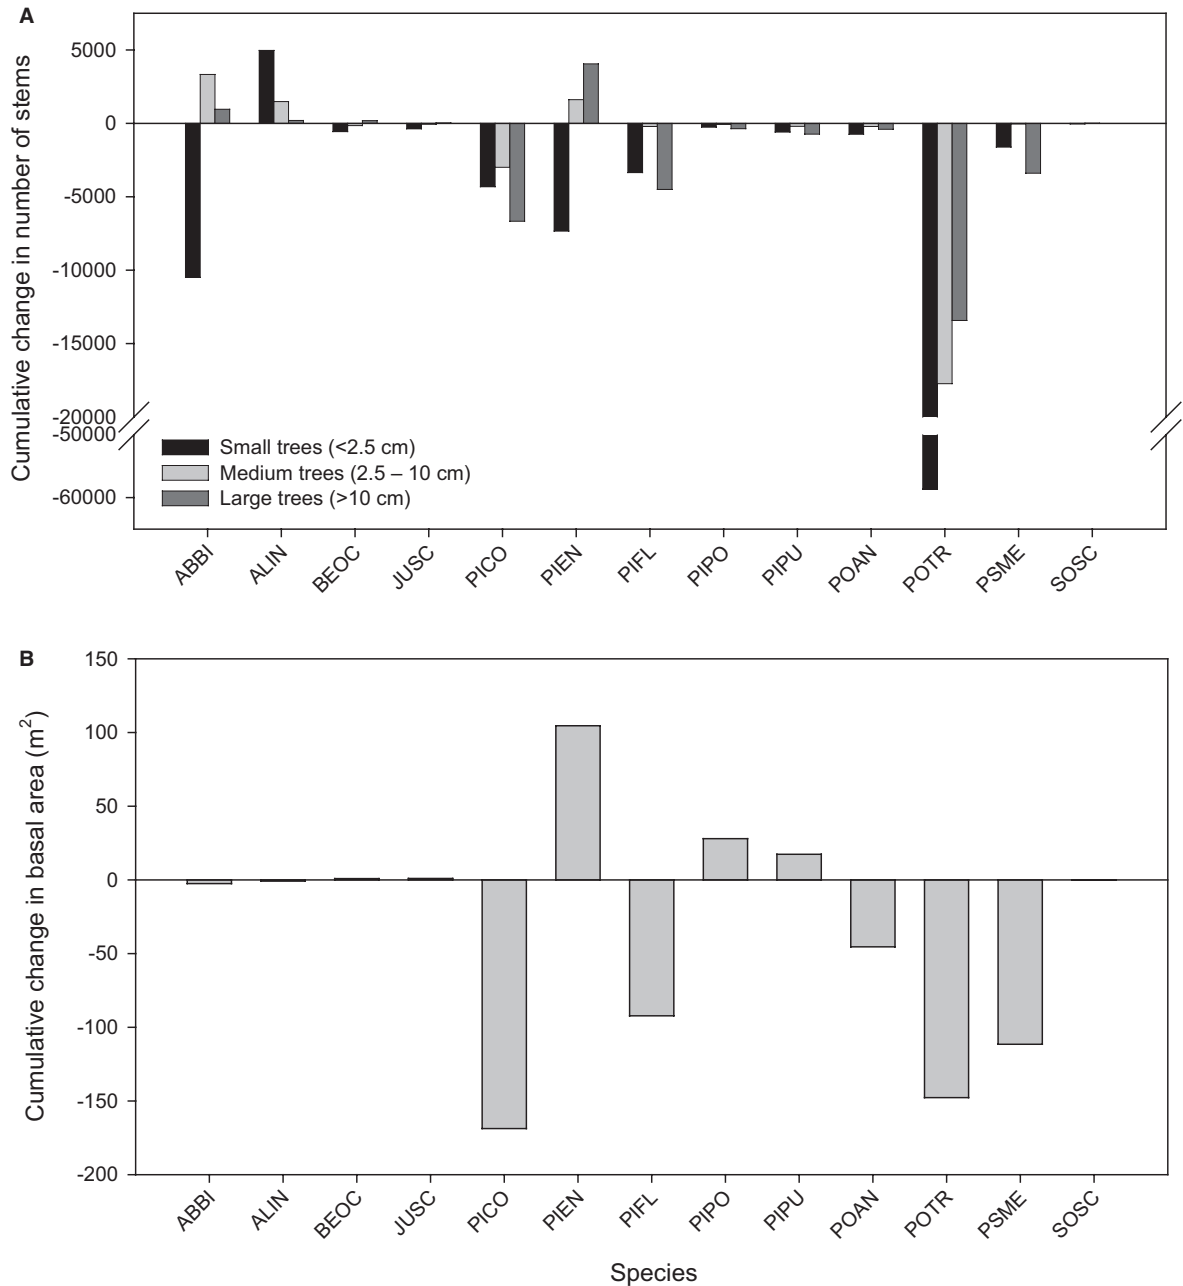 A
Cumulative change in number of stems
5000
0
-5000
-10000
-15000
-20000
-50000
-60000
Small trees (<2.5 cm)
Medium trees (2.5 – 10 cm)
Large trees (>10 cm)
ABBI ALIN BEOC JUSC PICO PIEN PIFL PIPO PIPU POAN POTR PSME SOSC
B
Cumulative change in basal area (m²)
150
100
50
0
-50
-100
-150
-200
ABBI ALIN BEOC JUSC PICO PIEN PIFL PIPO PIPU POAN POTR PSME SOSC
Species